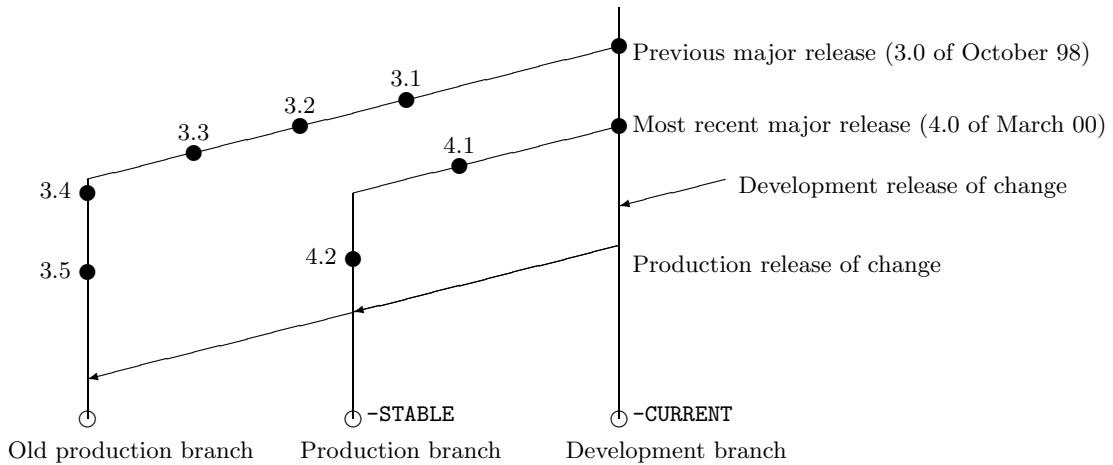 Previous major release (3.0 of October 98)
3.1
3.2
Most recent major release (4.0 of March 00)
3.3
4.1
3.4
Development release of change
4.2
3.5
Production release of change
-STABLE
-CURRENT
Old production branch
Production branch
Development branch